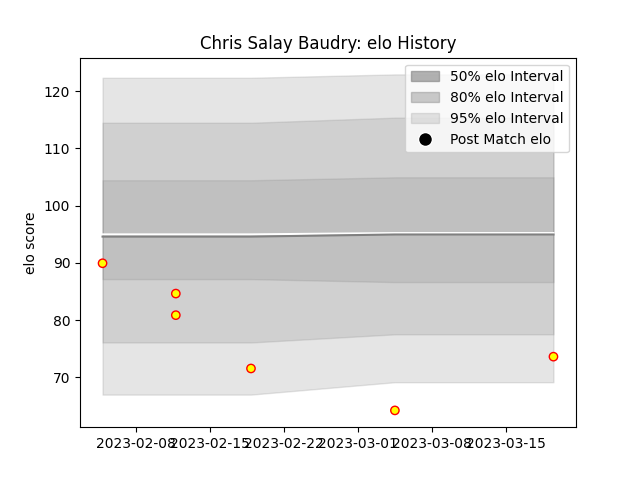 Chris Salay Baudry: elo History
50% elo Interval
80% elo Interval
95% elo Interval
Post Match elo
elo score
120
110
100
90
80
70
2023-02-08 2023-02-15 2023-02-22 2023-03-01 2023-03-08 2023-03-15